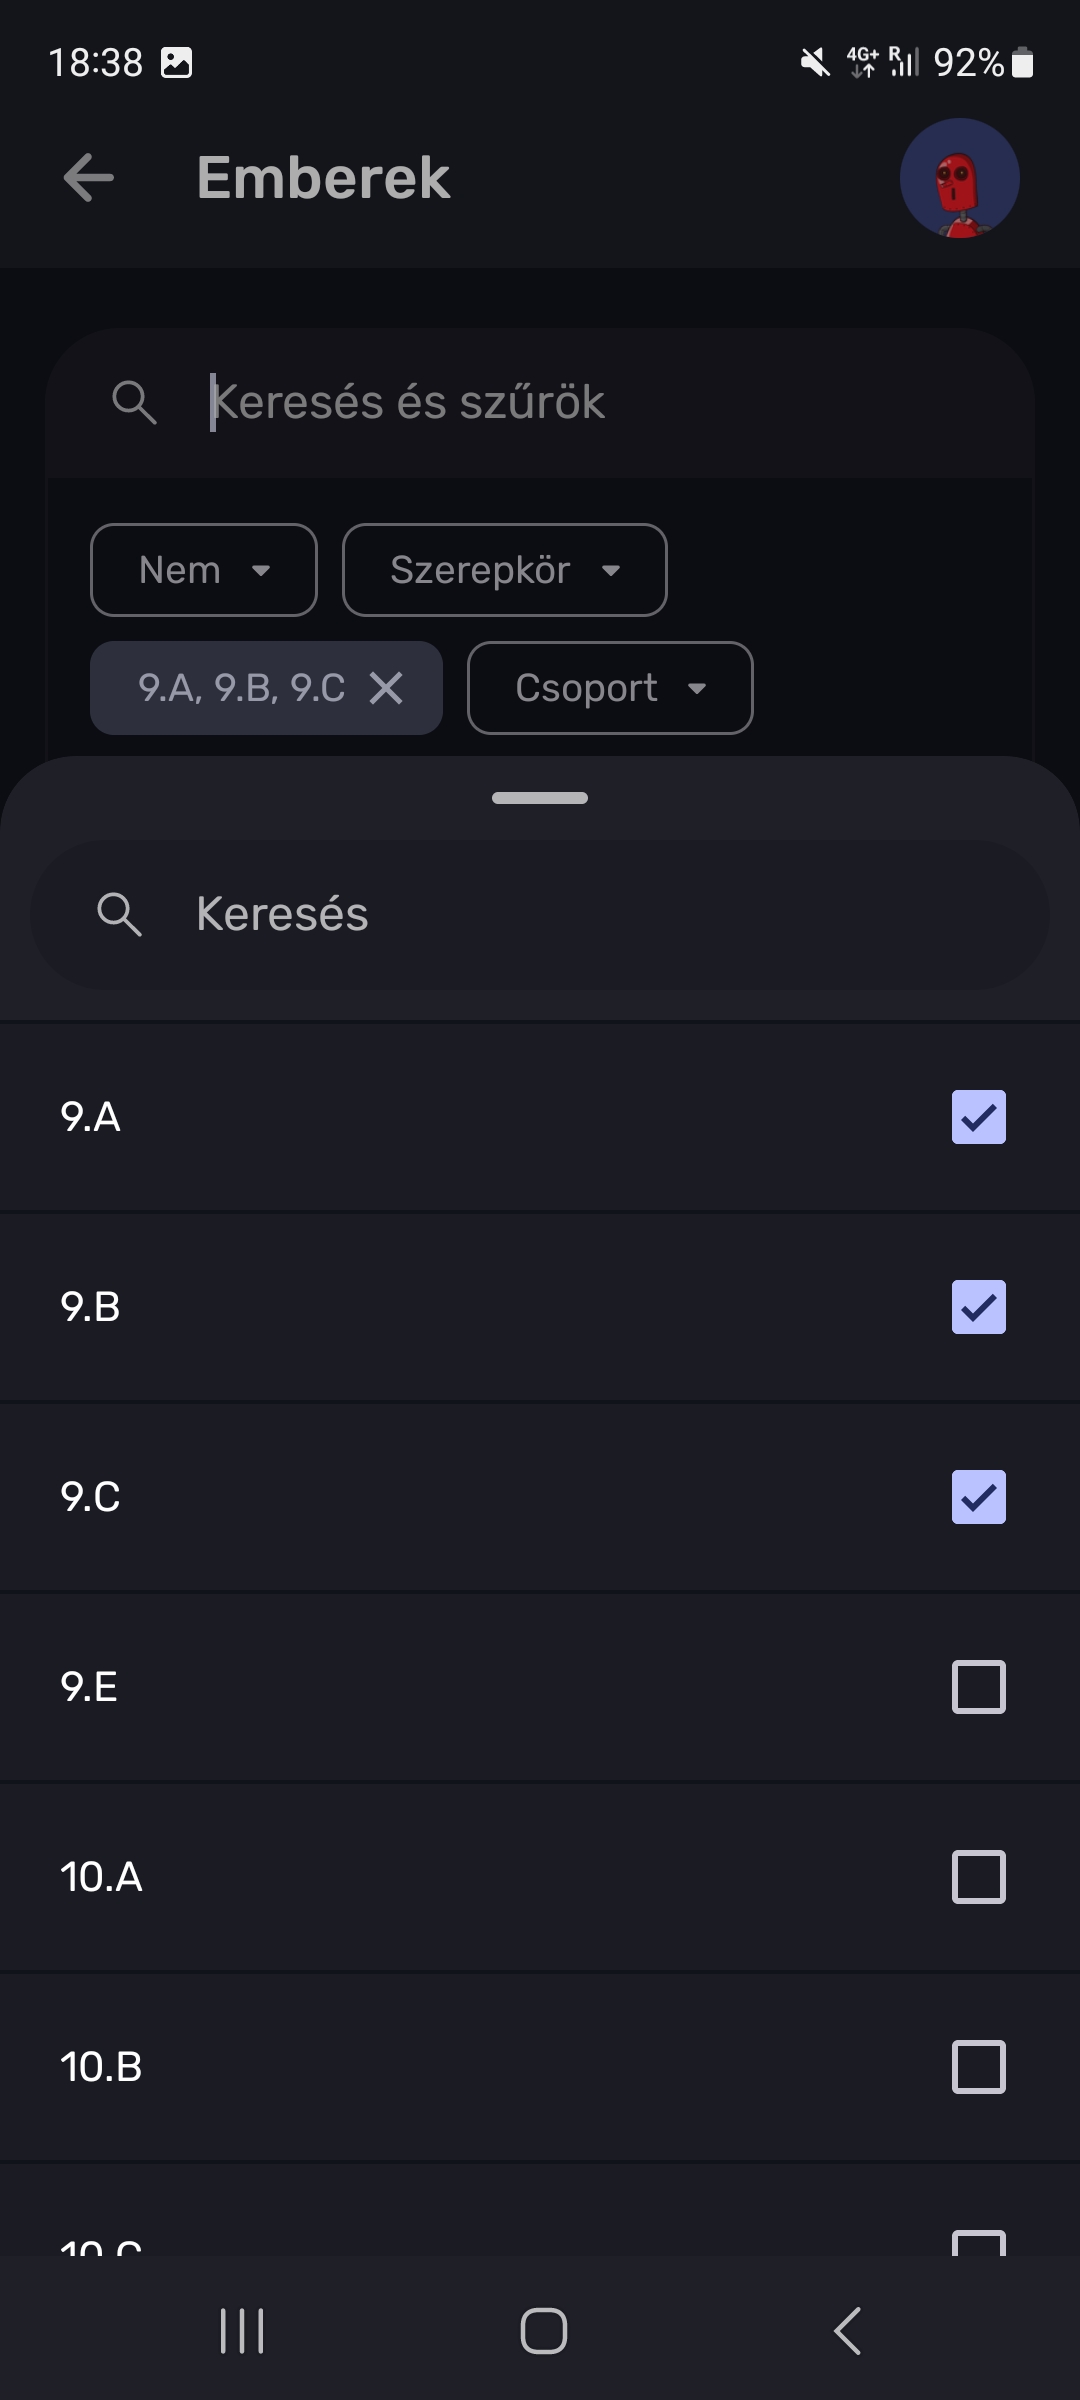 18:38 4G+ R 92%
Emberek
Keresés és szűrök
Nem Szerepkör
9.A, 9.B, 9.C Csoport
Keresés
9.A
9.B
9.C
9.E
10.A
10.B
10.C